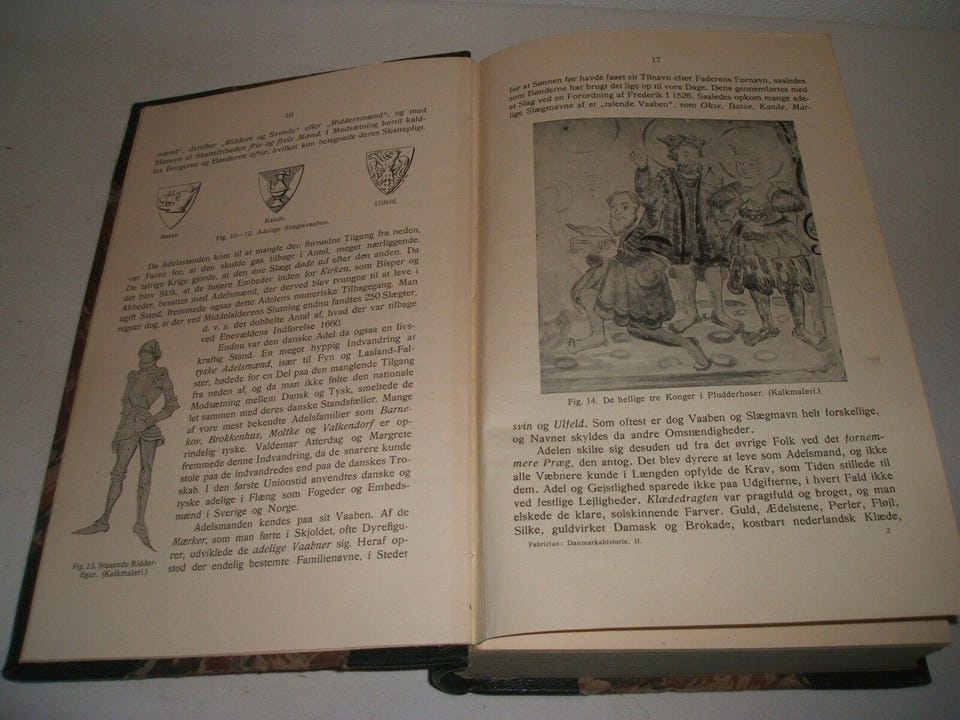 16
mænd“, derefter „Riddere og Svende“ eller „Riddersmænd“, og med
Hensyn til Skattefriheden frie og frels Mænd. I Modsætning hertil kald-
tes Borgerne og Bønderne ufrie, hvilket kun betegnede deres Skattepligt.
Basse.
Kande.
Ulfeld.
Fig. 10—12. Adelige Slægtsvaaben.
Da Adelsstanden kom til at mangle den fornødne Tilgang fra neden,
var Faren for, at den skulde gaa tilbage i Antal, meget nærliggende.
De talrige Krige gjorde, at den ene Slægt døde ud efter den anden. Da
det blev Skik, at de højere Embeder inden for Kirken, som Bisper og
Abbeder, besattes med Adelsmænd, der derved blev tvungne til at leve i
ugift Stand, fremmede ogsaa dette Adelens numeriske Tilbagegang. Man
regner dog, at der ved Middelalderens Slutning endnu fandtes 250 Slægter,
d. v. s. det dobbelte Antal af, hvad der var tilbage
ved Enevældens Indførelse 1660.
Endnu var den danske Adel da ogsaa en livs-
kraftig Stand. En meget hyppig Indvandring af
tyske Adelsmænd, især til Fyn og Laaland-Fal-
ster, bødede for en Del paa den manglende Tilgang
fra neden af, og da man ikke følte den nationale
Modsætning mellem Dansk og Tysk, smeltede de
let sammen med deres danske Standsfæller. Mange
af vore mest bekendte Adelsfamilier som Barne-
kov, Brokkenhus, Moltke og Valkendorf er op-
rindelig tyske. Valdemar Atterdag og Margrete
fremmede denne Indvandring, da de snarere kunde
stole paa de indvandredes end paa de danskes Tro-
skab. I den første Unionstid anvendtes danske og
tyske adelige i Flæng som Fogeder og Embeds-
mænd i Sverige og Norge.
Adelsmanden kendes paa sit Vaaben. Af de
Mærker, som man førte i Skjoldet, ofte Dyrefigu-
rer, udviklede de adelige Vaabner sig. Heraf op-
stod der endelig bestemte Familienavne, i Stedet
Fig. 13. Staaende Ridder-
figur. (Kalkmaleri.)
17
for at Sønnen før havde faaet sit Tilnavn efter Faderens Fornavn, saaledes
som Bønderne har brugt det lige op til vore Dage. Dette gennemførtes med
et Slag ved en Forordning af Frederik I 1526. Saaledes opkom mange ade-
lige Slægtnavne af et „talende Vaaben“, som Okse, Basse, Kande, Mar-
Fig. 14. De hellige tre Konger i Pludderhoser. (Kalkmaleri.)
svin og Ulfeld. Som oftest er dog Vaaben og Slægtnavn helt forskellige,
og Navnet skyldes da andre Omstændigheder.
Adelen skilte sig desuden ud fra det øvrige Folk ved det fornem-
mere Præg, den antog. Det blev dyrere at leve som Adelsmand, og ikke
alle Væbnere kunde i Længden opfylde de Krav, som Tiden stillede til
dem. Adel og Gejstlighed sparede ikke paa Udgifterne, i hvert Fald ikke
ved festlige Lejligheder. Klædedragten var pragtfuld og broget, og man
elskede de klare, solskinnende Farver. Guld, Ædelstene, Perler, Fløjl,
Silke, guldvirket Damask og Brokade, kostbart nederlandsk Klæde,
Fabricius: Danmarkshistorie. II.
2